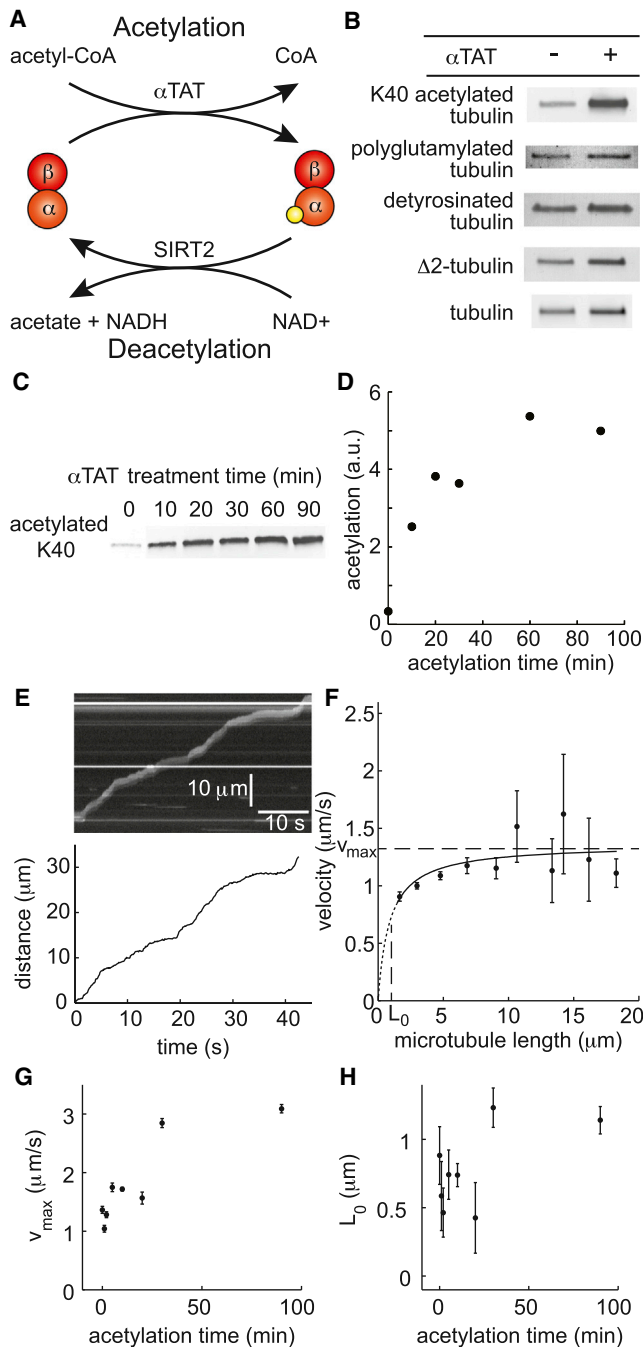 A
Acetylation
acetyl-CoA
CoA
αTAT
β
α
β
α
SIRT2
acetate + NADH
NAD+
Deacetylation
B
αTAT - +
K40 acetylated
tubulin
polyglutamylated
tubulin
detyrosinated
tubulin
Δ2-tubulin
tubulin
C
αTAT treatment time (min)
0 10 20 30 60 90
acetylated
K40
D
acetylation (a.u.)
6
4
2
0
0 20 40 60 80 100
acetylation time (min)
E
10 μm
10 s
distance (μm)
30
20
10
0
0 10 20 30 40
time (s)
F
velocity (μm/s)
2.5
2
1.5
vmax
1
0.5
0
0 L0 5 10 15 20
microtubule length (μm)
G
vmax (μm/s)
3
2
1
0
0 50 100
acetylation time (min)
H
L0 (μm)
1
0.5
0
0 50 100
acetylation time (min)